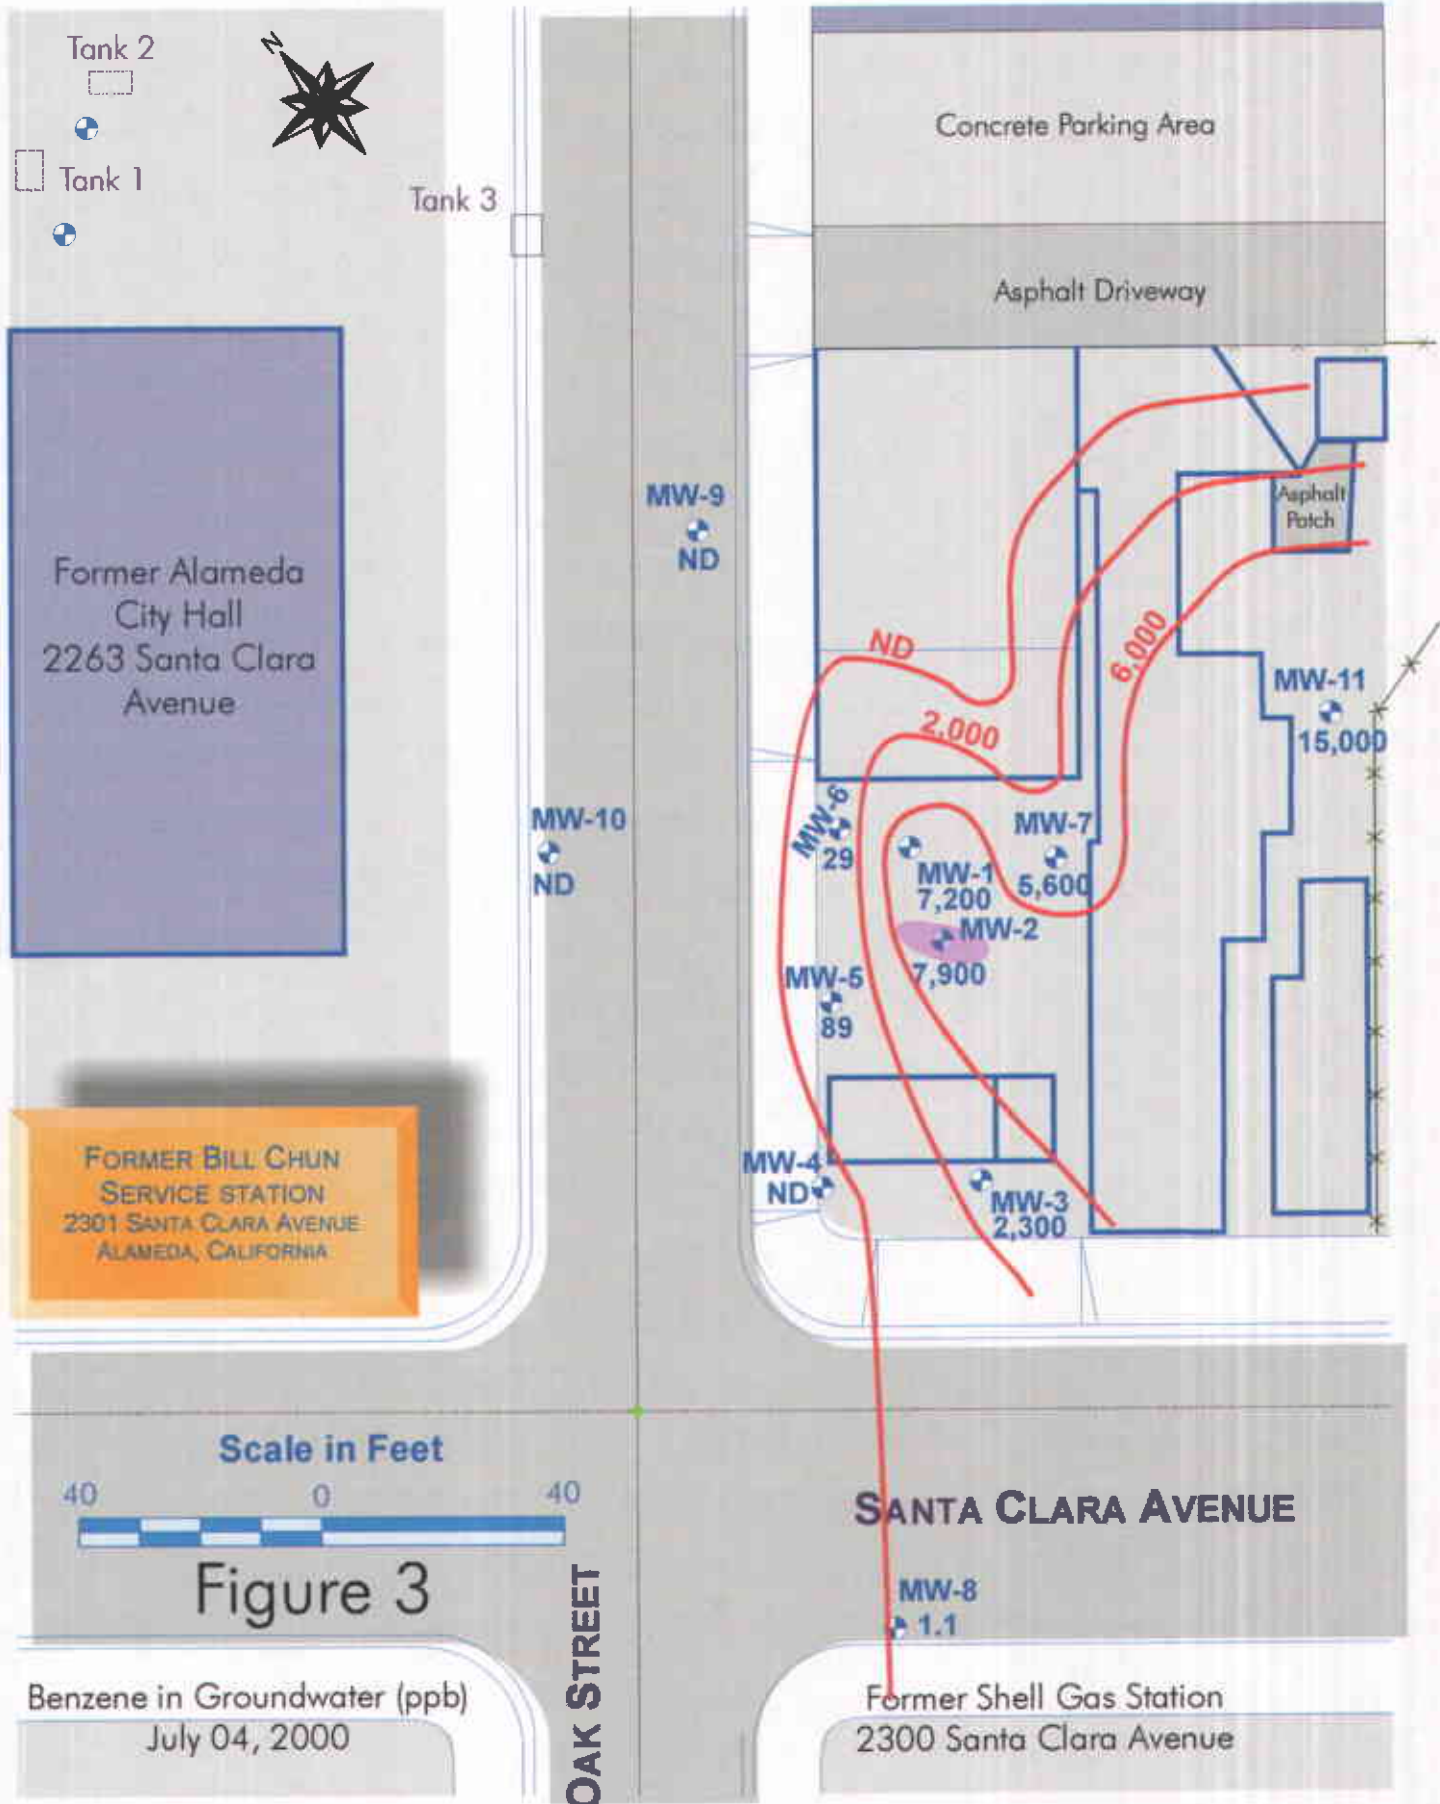 Tank 2
N
Tank 1
Tank 3
Concrete Parking Area
Asphalt Driveway
Asphalt
Patch
MW-9
ND
Former Alameda
City Hall
2263 Santa Clara
Avenue
ND
6,000
2,000
MW-11
15,000
MW-10
ND
MW-6
29
MW-7
5,600
MW-1
7,200
MW-2
7,900
MW-5
89
MW-4
ND
MW-3
2,300
FORMER BILL CHUN
SERVICE STATION
2301 SANTA CLARA AVENUE
ALAMEDA, CALIFORNIA
Scale in Feet
40 0 40
Figure 3
SANTA CLARA AVENUE
OAK STREET
MW-8
1.1
Benzene in Groundwater (ppb)
July 04, 2000
Former Shell Gas Station
2300 Santa Clara Avenue